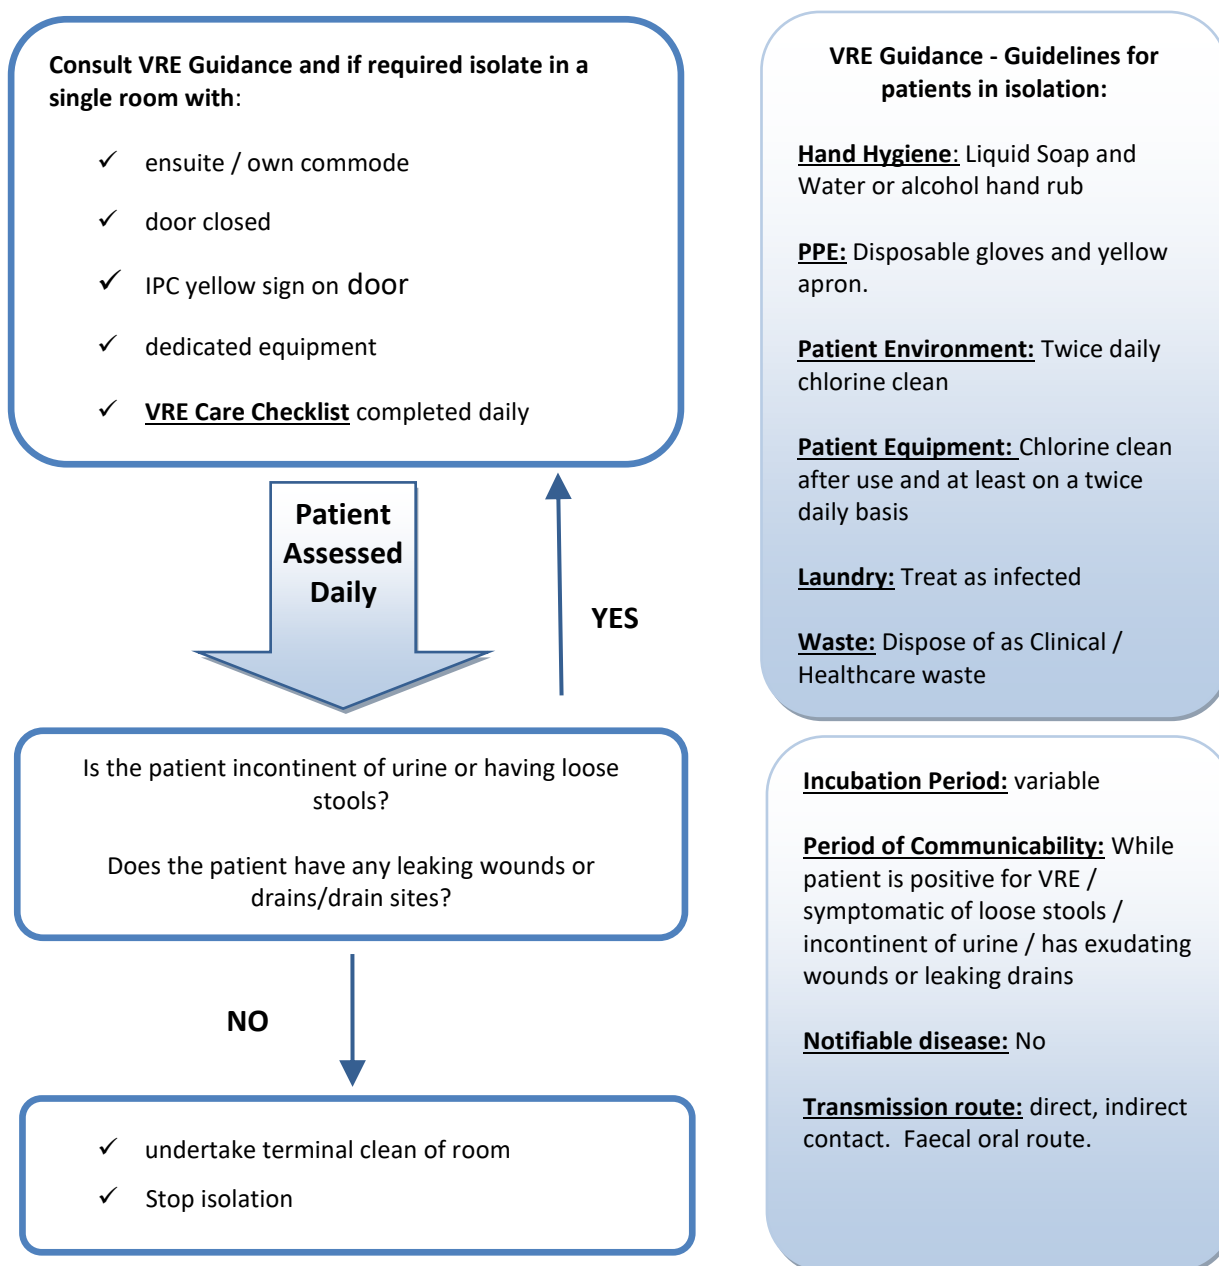 Consult VRE Guidance and if required isolate in a
single room with:
✓ ensuite / own commode
✓ door closed
✓ IPC yellow sign on door
✓ dedicated equipment
✓ VRE Care Checklist completed daily
Patient
Assessed
Daily
YES
Is the patient incontinent of urine or having loose
stools?
Does the patient have any leaking wounds or
drains/drain sites?
NO
✓ undertake terminal clean of room
✓ Stop isolation
VRE Guidance - Guidelines for
patients in isolation:
Hand Hygiene: Liquid Soap and
Water or alcohol hand rub
PPE: Disposable gloves and yellow
apron.
Patient Environment: Twice daily
chlorine clean
Patient Equipment: Chlorine clean
after use and at least on a twice
daily basis
Laundry: Treat as infected
Waste: Dispose of as Clinical /
Healthcare waste
Incubation Period: variable
Period of Communicability: While
patient is positive for VRE /
symptomatic of loose stools /
incontinent of urine / has exudating
wounds or leaking drains
Notifiable disease: No
Transmission route: direct, indirect
contact. Faecal oral route.